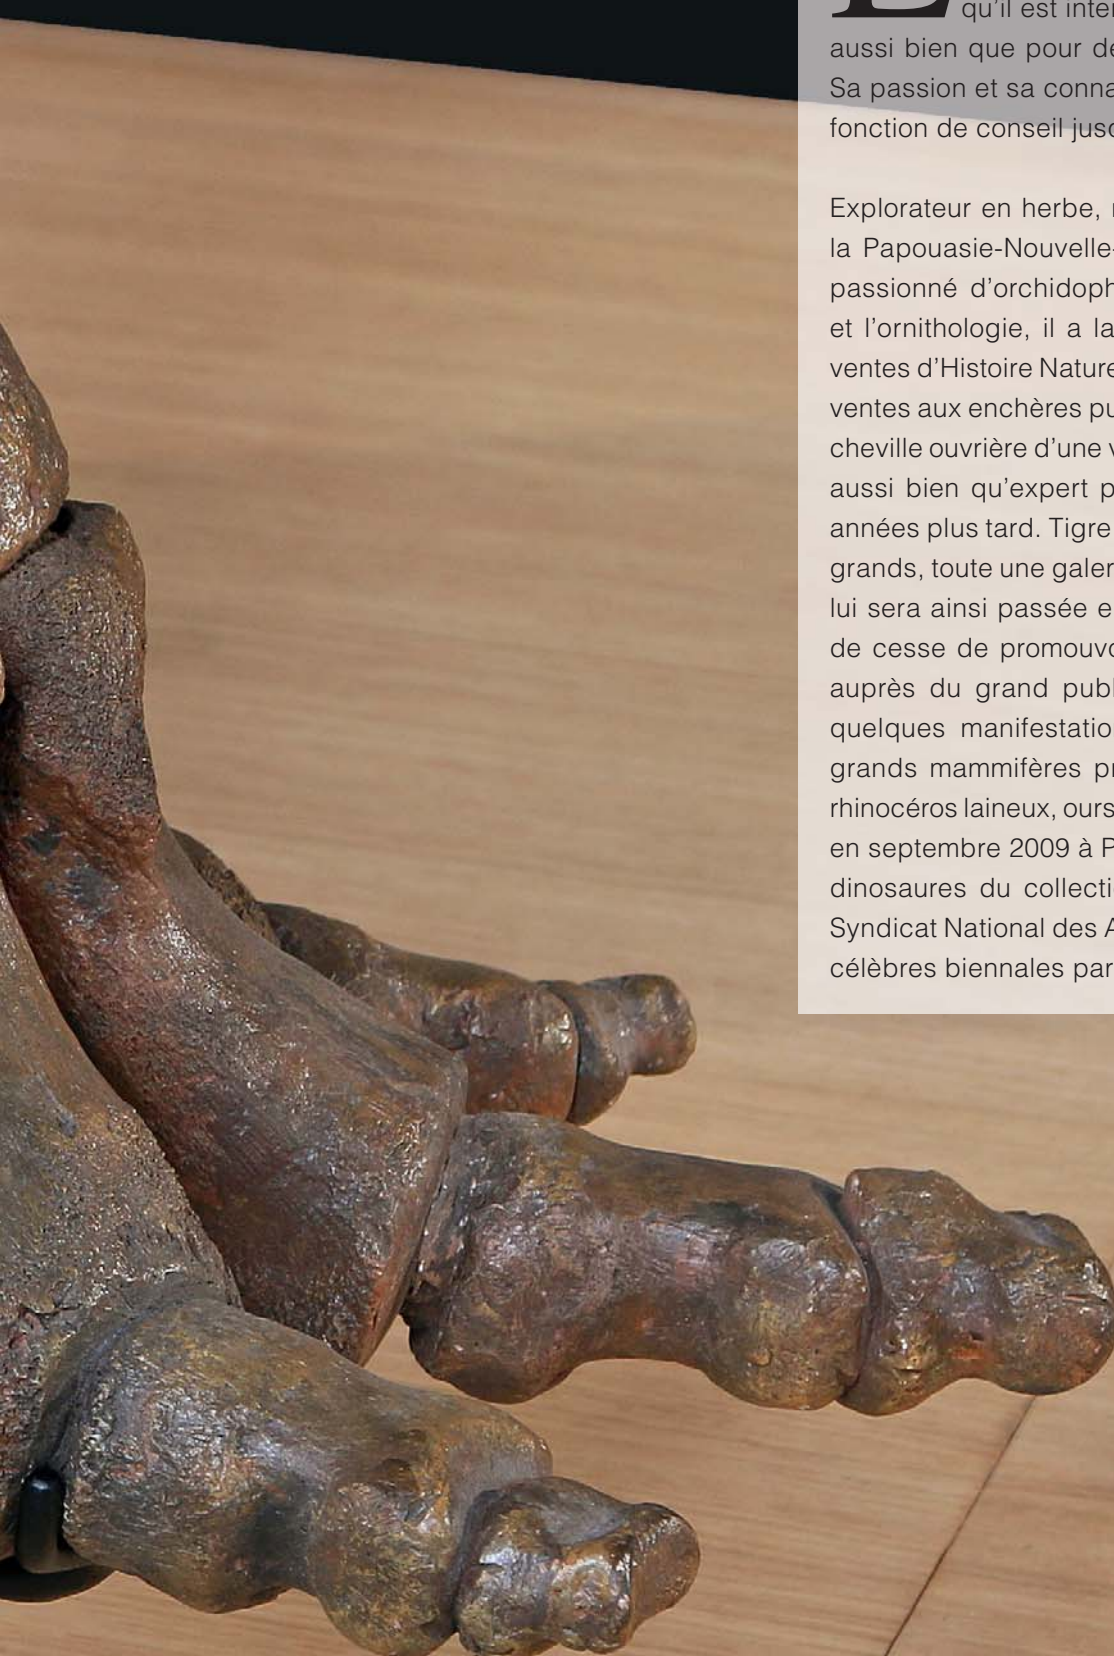 qu'il est inter
aussi bien que pour de
Sa passion et sa conna
fonction de conseil jusq

Explorateur en herbe, 
la Papouasie-Nouvelle-
passionné d'orchidoph
et l'ornithologie, il a la
ventes d'Histoire Nature
ventes aux enchères pu
cheville ouvrière d'une v
aussi bien qu'expert p
années plus tard. Tigre
grands, toute une galer
lui sera ainsi passée e
de cesse de promouvo
auprès du grand publ
quelques manifestatio
grands mammifères pr
rhinocéros laineux, ours
en septembre 2009 à P
dinosaures du collecti
Syndicat National des A
célèbres biennales par